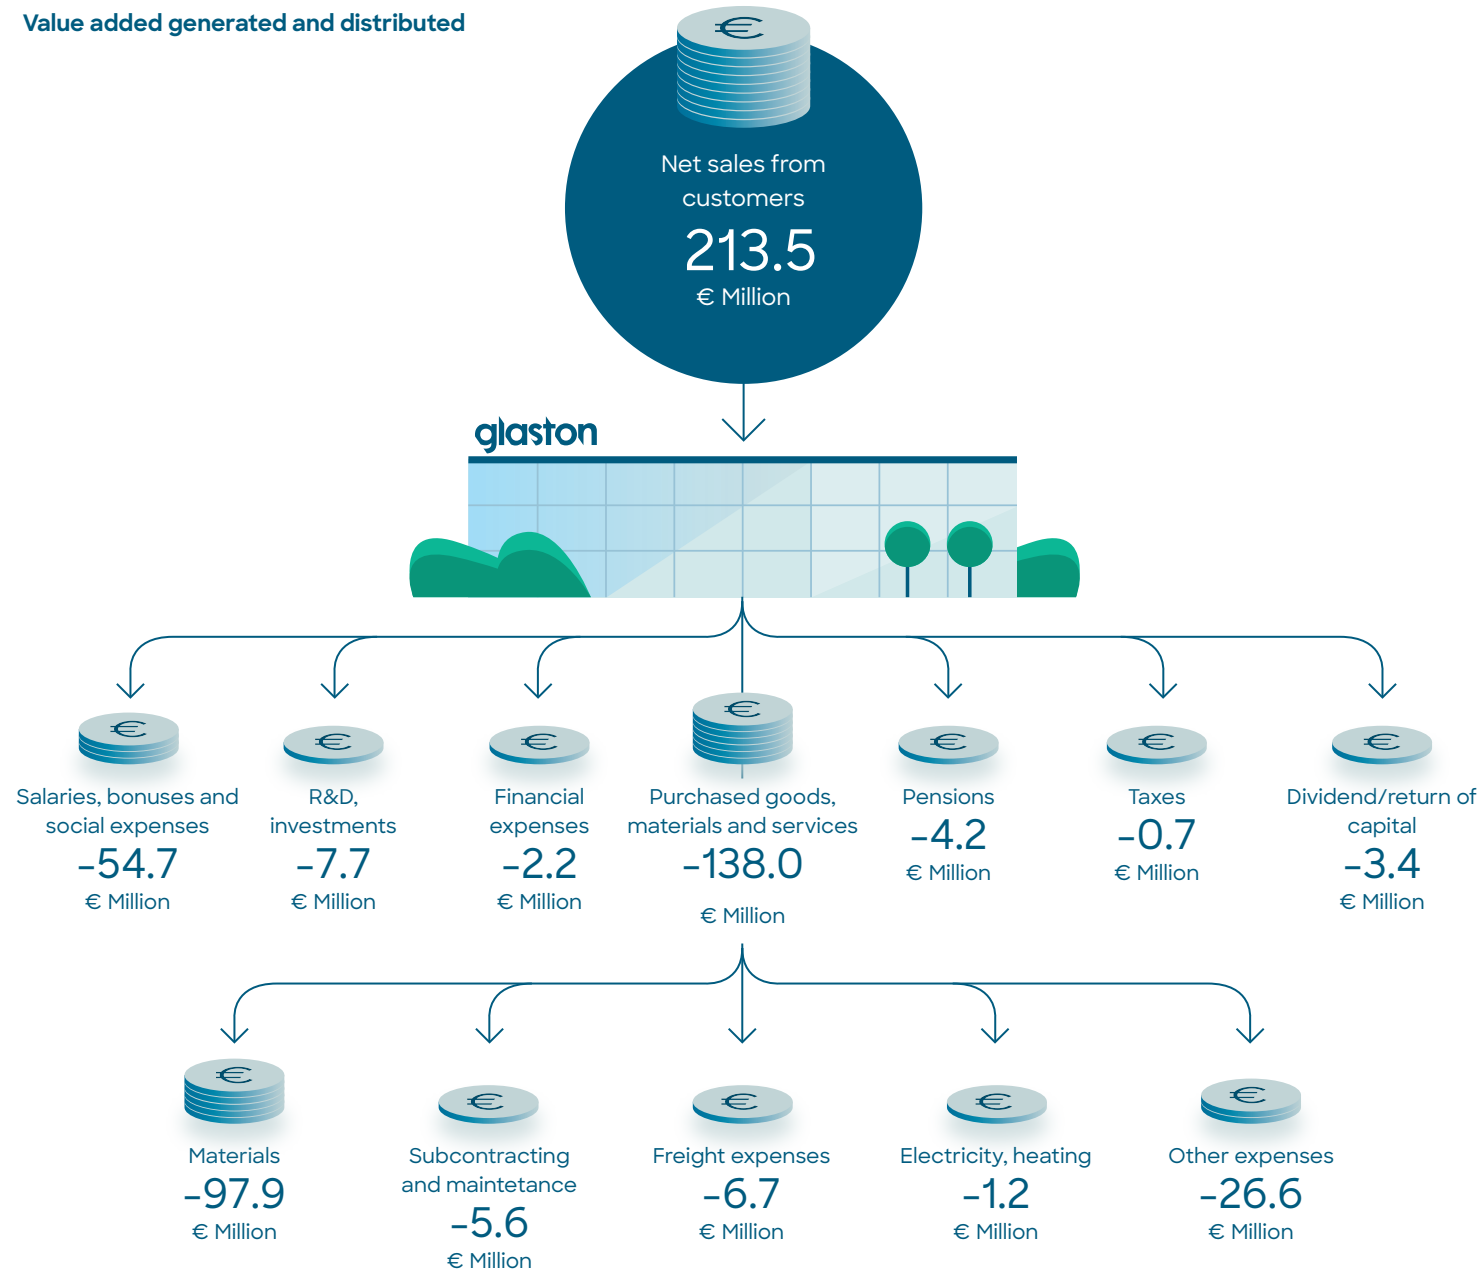 Value added generated and distributed
€
Net sales from
customers
213.5
€ Million
glaston
€
Salaries, bonuses and
social expenses
-54.7
€ Million
€
R&D,
investments
-7.7
€ Million
€
Financial
expenses
-2.2
€ Million
€
Purchased goods,
materials and services
-138.0
€ Million
€
Pensions
-4.2
€ Million
€
Taxes
-0.7
€ Million
€
Dividend/return of
capital
-3.4
€ Million
€
Materials
-97.9
€ Million
€
Subcontracting
and maintetance
-5.6
€ Million
€
Freight expenses
-6.7
€ Million
€
Electricity, heating
-1.2
€ Million
€
Other expenses
-26.6
€ Million